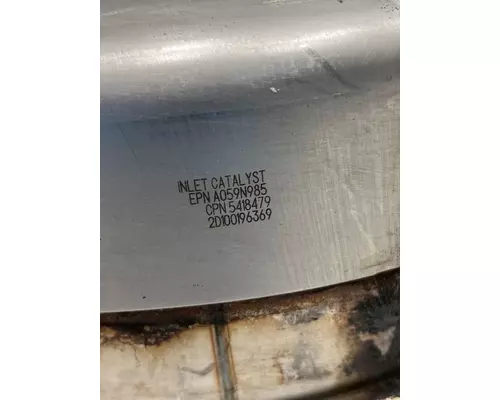 INLET CATALYST
EPN A059N985
CPN 5418479
2D100196369